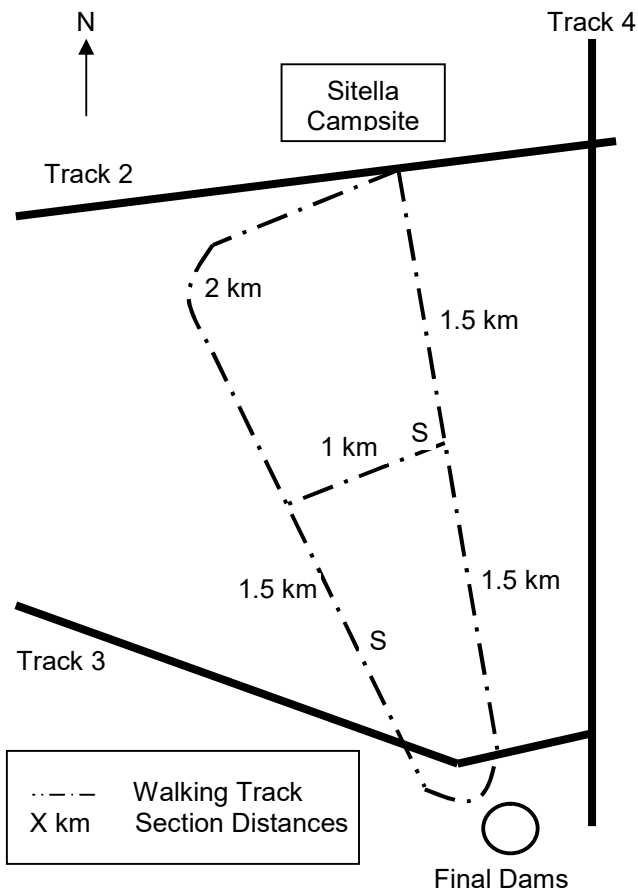 N
Track 4
Sitella
Campsite
Track 2
2 km
1.5 km
S
1 km
1.5 km
1.5 km
S
Track 3
Walking Track
X km Section Distances
Final Dams